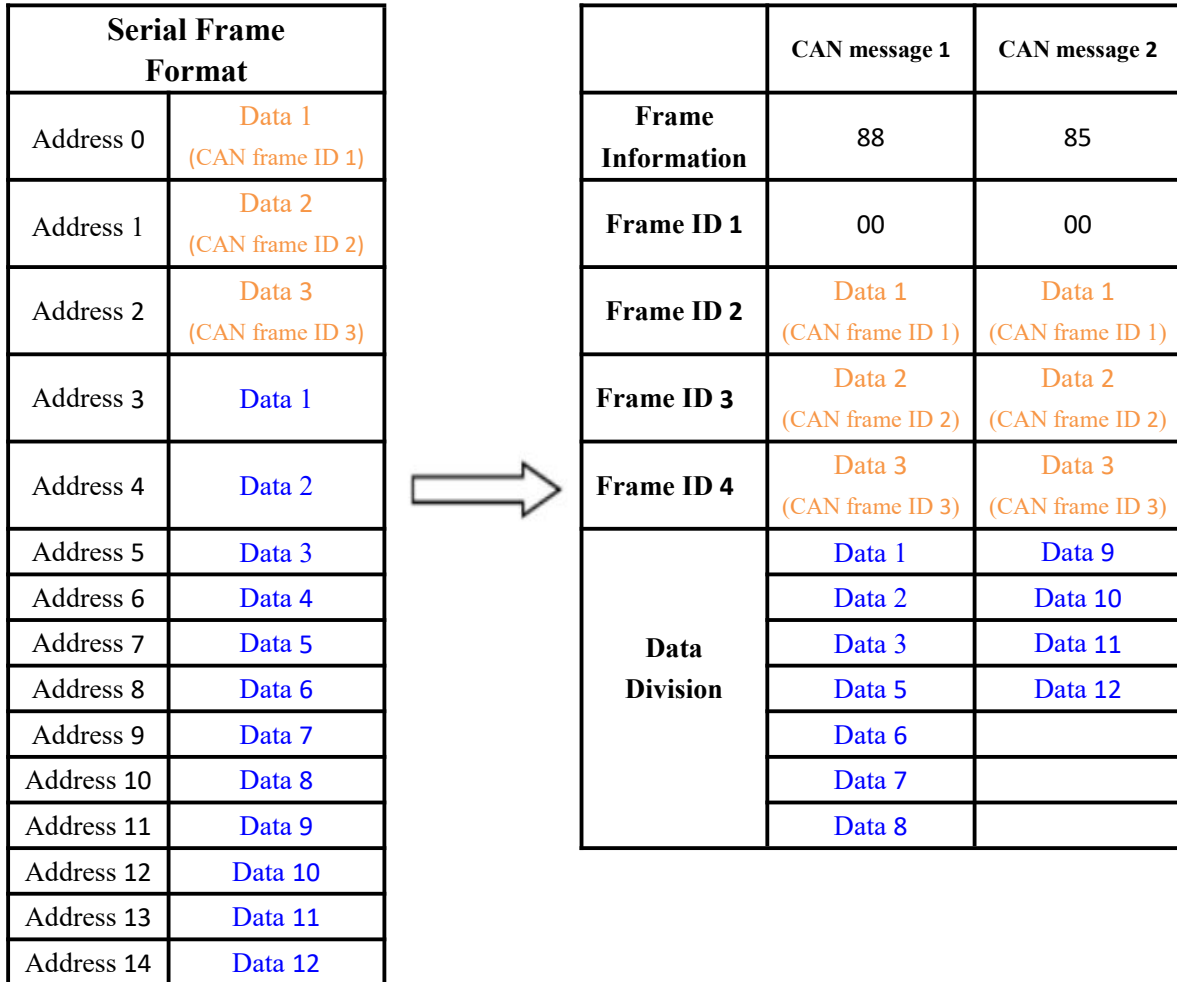 Serial Frame
Format
Address 0
Data 1
(CAN frame ID 1)
Address 1
Data 2
(CAN frame ID 2)
Address 2
Data 3
(CAN frame ID 3)
Address 3
Data 1
Address 4
Data 2
Address 5
Data 3
Address 6
Data 4
Address 7
Data 5
Address 8
Data 6
Address 9
Data 7
Address 10
Data 8
Address 11
Data 9
Address 12
Data 10
Address 13
Data 11
Address 14
Data 12
CAN message 1
CAN message 2
Frame
Information
88
85
Frame ID 1
00
00
Frame ID 2
Data 1
(CAN frame ID 1)
Data 1
(CAN frame ID 1)
Frame ID 3
Data 2
(CAN frame ID 2)
Data 2
(CAN frame ID 2)
Frame ID 4
Data 3
(CAN frame ID 3)
Data 3
(CAN frame ID 3)
Data
Division
Data 1
Data 9
Data 2
Data 10
Data 3
Data 11
Data 5
Data 12
Data 6
Data 7
Data 8